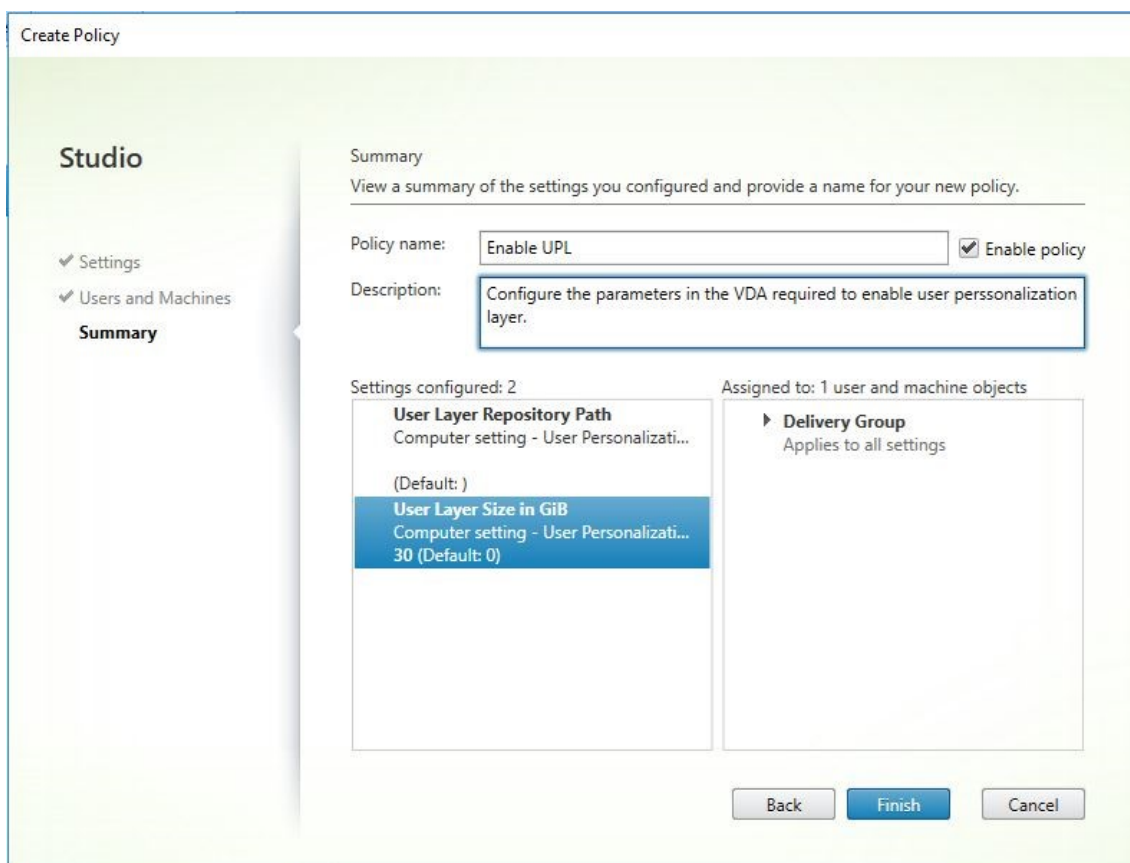 Create Policy
Studio
Settings
Users and Machines
Summary
Summary
View a summary of the settings you configured and provide a name for your new policy.
Policy name:
Enable UPL
Enable policy
Description:
Configure the parameters in the VDA required to enable user perssonalization
layer.
Settings configured: 2
User Layer Repository Path
Computer setting - User Personalizati...
(Default: )
User Layer Size in GiB
Computer setting - User Personalizati...
30 (Default: 0)
Assigned to: 1 user and machine objects
Delivery Group
Applies to all settings
Back
Finish
Cancel